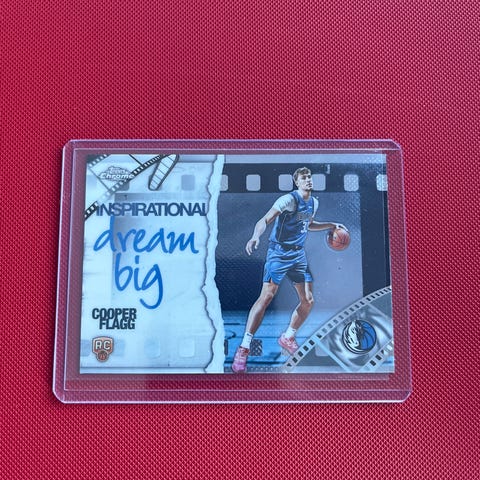 Topps
Chrome
INSPIRATIONAL
dream
big
COOPER
FLAGG
RC